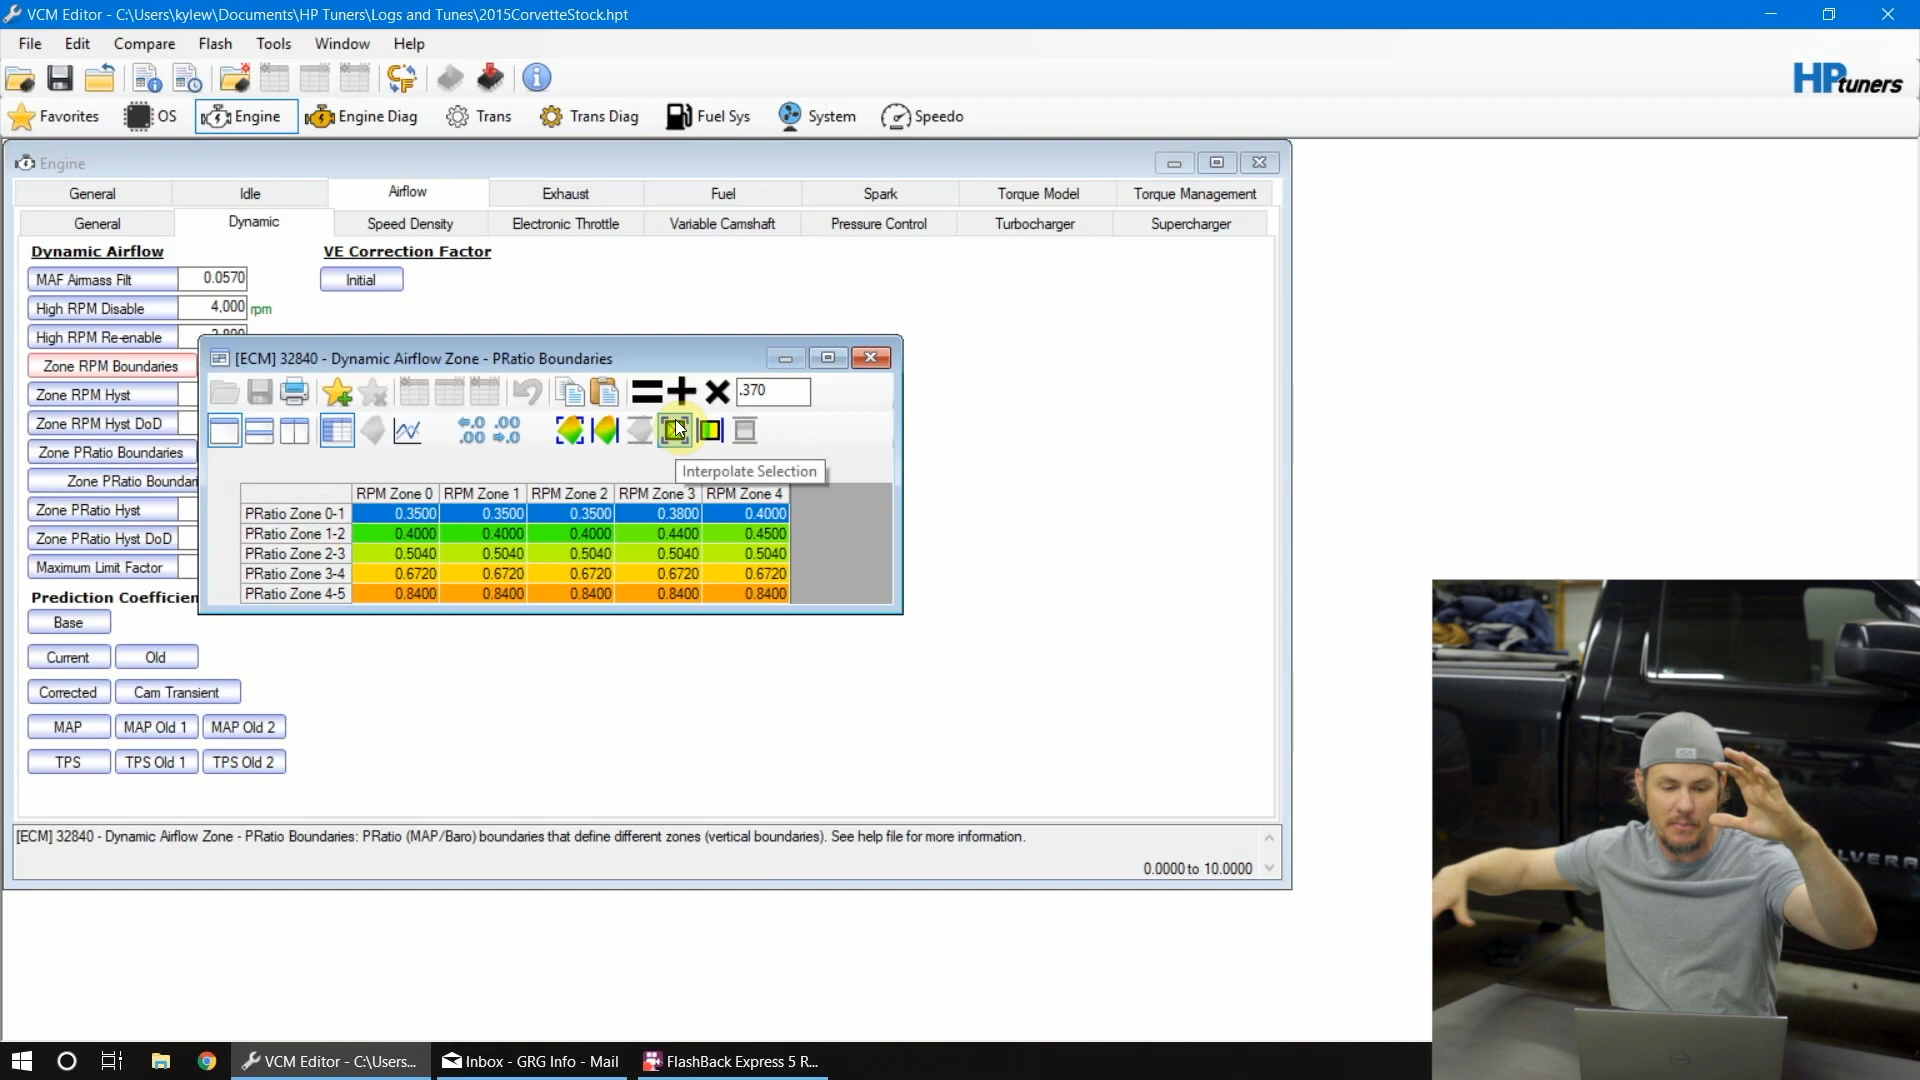 VCM Editor - C:\Users\kylew\Documents\HP Tuners\Logs and Tunes\2015CorvetteStock.hpt
File Edit Compare Flash Tools Window Help
HPtuners
Favorites OS Engine Engine Diag Trans Trans Diag Fuel Sys System Speedo
Engine
General Idle Airflow Exhaust Fuel Spark Torque Model Torque Management
General Dynamic Speed Density Electronic Throttle Variable Camshaft Pressure Control Turbocharger Supercharger
Dynamic Airflow VE Correction Factor
MAF Airmass Filt 0.0570 Initial
High RPM Disable 4,000 rpm
High RPM Re-enable
Zone RPM Boundaries
Zone RPM Hyst
Zone RPM Hyst DoD
Zone PRatio Boundaries
Zone PRatio Boundari
Zone PRatio Hyst
Zone PRatio Hyst DoD
Maximum Limit Factor
Prediction Coefficien
Base
Current Old
Corrected Cam Transient
MAP MAP Old 1 MAP Old 2
TPS TPS Old 1 TPS Old 2
[ECM] 32840 - Dynamic Airflow Zone - PRatio Boundaries
.370
Interpolate Selection
RPM Zone 0 RPM Zone 1 RPM Zone 2 RPM Zone 3 RPM Zone 4
PRatio Zone 0-1 0.3500 0.3500 0.3500 0.3800 0.4000
PRatio Zone 1-2 0.4000 0.4000 0.4000 0.4400 0.4500
PRatio Zone 2-3 0.5040 0.5040 0.5040 0.5040 0.5040
PRatio Zone 3-4 0.6720 0.6720 0.6720 0.6720 0.6720
PRatio Zone 4-5 0.8400 0.8400 0.8400 0.8400 0.8400
[ECM] 32840 - Dynamic Airflow Zone - PRatio Boundaries: PRatio (MAP/Baro) boundaries that define different zones (vertical boundaries). See help file for more information.
0.0000 to 10.0000
VCM Editor - C:\Users... Inbox - GRG Info - Mail FlashBack Express 5 R...